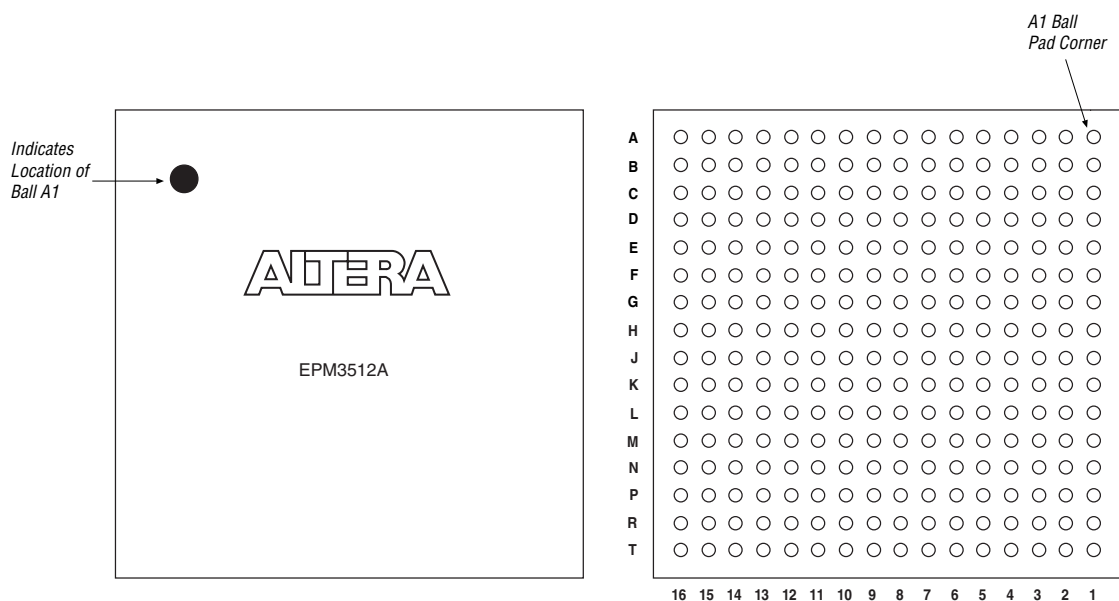 A1 Ball
Pad Corner
Indicates
Location of
Ball A1
ALTERA
EPM3512A
A
B
C
D
E
F
G
H
J
K
L
M
N
P
R
T
16 15 14 13 12 11 10 9 8 7 6 5 4 3 2 1